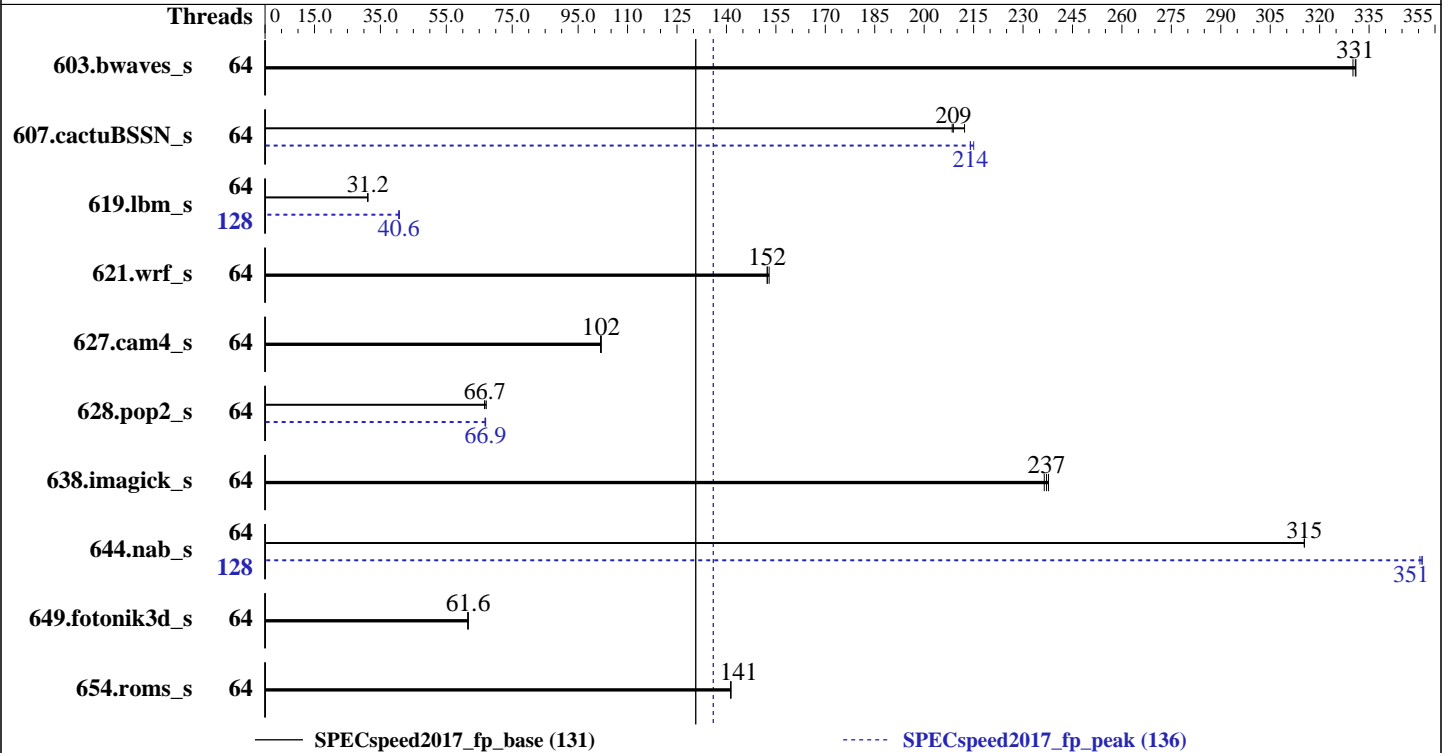 Threads 0 15.0 35.0 55.0 75.0 95.0 110 125 140 155 170 185 200 215 230 245 260 275 290 305 320 335 355
603.bwaves_s 64 331
607.cactuBSSN_s 64 209
214
619.lbm_s 64 31.2
128 40.6
621.wrf_s 64 152
627.cam4_s 64 102
628.pop2_s 64 66.7
66.9
638.imagick_s 64 237
644.nab_s 64 315
128 351
649.fotonik3d_s 64 61.6
654.roms_s 64 141
SPECspeed2017_fp_base (131) SPECspeed2017_fp_peak (136)